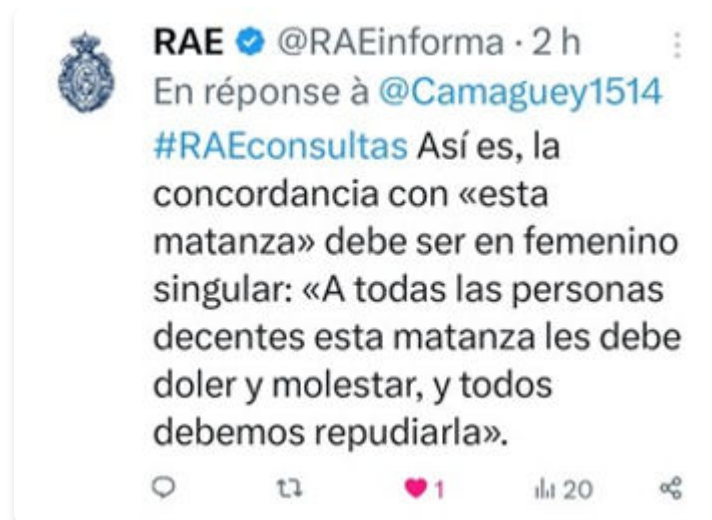 RAE @RAEinforma · 2 h
En réponse à @Camaguey1514
#RAEconsultas Así es, la
concordancia con «esta
matanza» debe ser en femenino
singular: «A todas las personas
decentes esta matanza les debe
doler y molestar, y todos
debemos repudiarla».
1 20